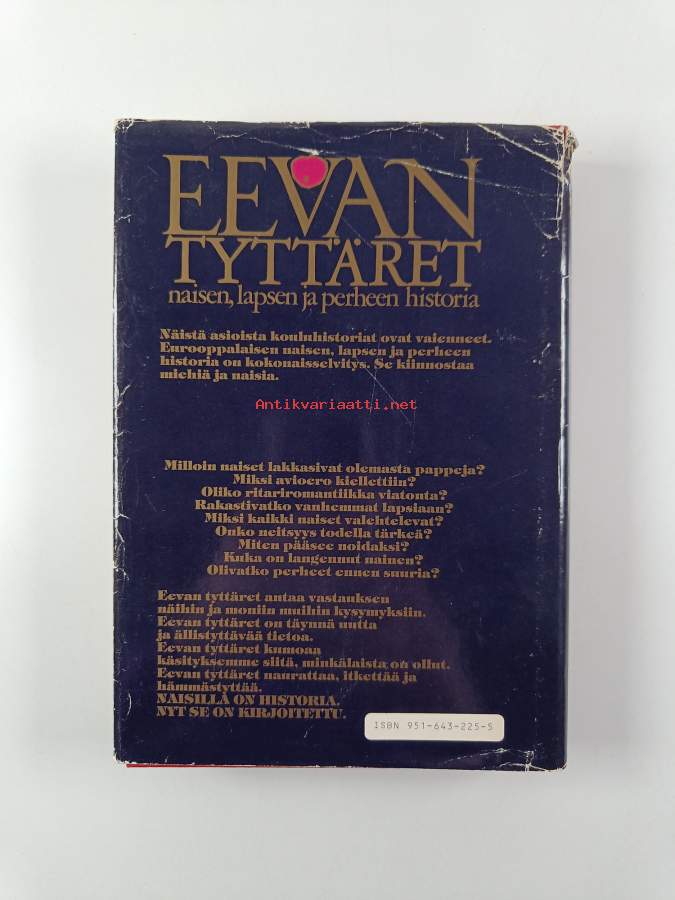 EEVAN
TYTTÄRET
naisen, lapsen ja perheen historia
Näistä asioista kouluhistoriat ovat vaienneet.
Eurooppalaisen naisen, lapsen ja perheen
historia on kokonaisselvitys. Se kiinnostaa
miehiä ja naisia.
Antikvariaatti.net
Milloin naiset lakkasivat olemasta pappeja?
Miksi avioero kiellettiin?
Oliko ritariromantiikka viatonta?
Rakastivatko vanhemmat lapsiaan?
Miksi kaikki naiset valehtelevat?
Onko neitsyys todella tärkeä?
Miten pääsee noidaksi?
Kuka on langennut nainen?
Olivatko perheet ennen suuria?
Eevan tyttäret antaa vastauksen
näihin ja moniin muihin kysymyksiin.
Eevan tyttäret on täynnä uutta
ja ällistyttävää tietoa.
Eevan tyttäret kumoaa
käsityksemme siitä, minkälaista on ollut.
Eevan tyttäret naurattaa, itkettää ja
hämmästyttää.
NAISILLA ON HISTORIA.
NYT SE ON KIRJOITETTU.
ISBN 951-643-225-5